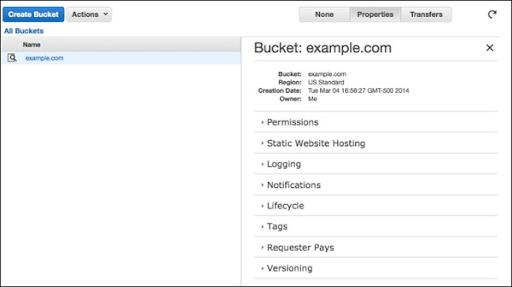 Create Bucket Actions None Properties Transfers
All Buckets
Name
example.com
Bucket: example.com
Bucket: example.com
Region: US Standard
Creation Date: Tue Mar 04 16:58:27 GMT-500 2014
Owner: Me
Permissions
Static Website Hosting
Logging
Notifications
Lifecycle
Tags
Requester Pays
Versioning